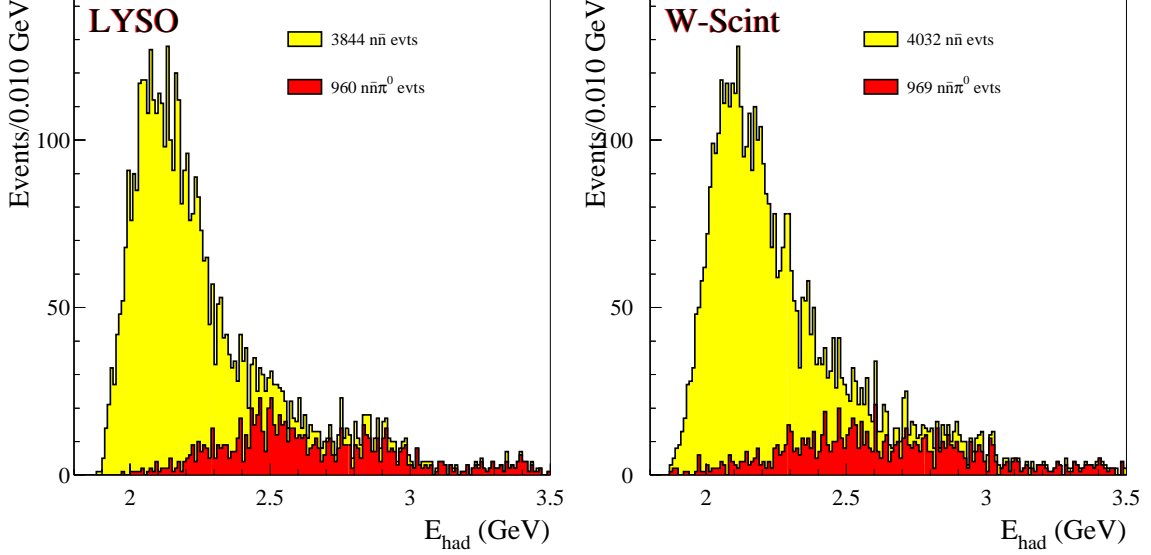 LYSO
3844 nn̄ evts
960 nn̄π⁰ evts
Events/0.010 GeV
100
50
0
2
2.5
3
3.5
E_had (GeV)
W-Scint
4032 nn̄ evts
969 nn̄π⁰ evts
Events/0.010 GeV
100
50
0
2
2.5
3
3.5
E_had (GeV)